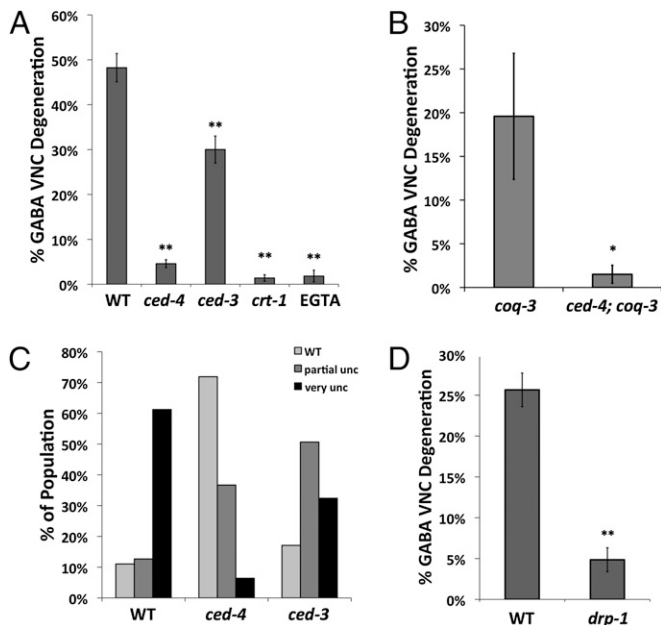 A
% GABA VNC Degeneration
60%
50%
40%
30%
20%
10%
0%
**
**
**
**
WT ced-4 ced-3 crt-1 EGTA
B
% GABA VNC Degeneration
30%
25%
20%
15%
10%
5%
0%
*
coq-3 ced-4; coq-3
C
% of Population
80%
70%
60%
50%
40%
30%
20%
10%
0%
WT
partial unc
very unc
WT ced-4 ced-3
D
% GABA VNC Degeneration
30%
25%
20%
15%
10%
5%
0%
**
WT drp-1